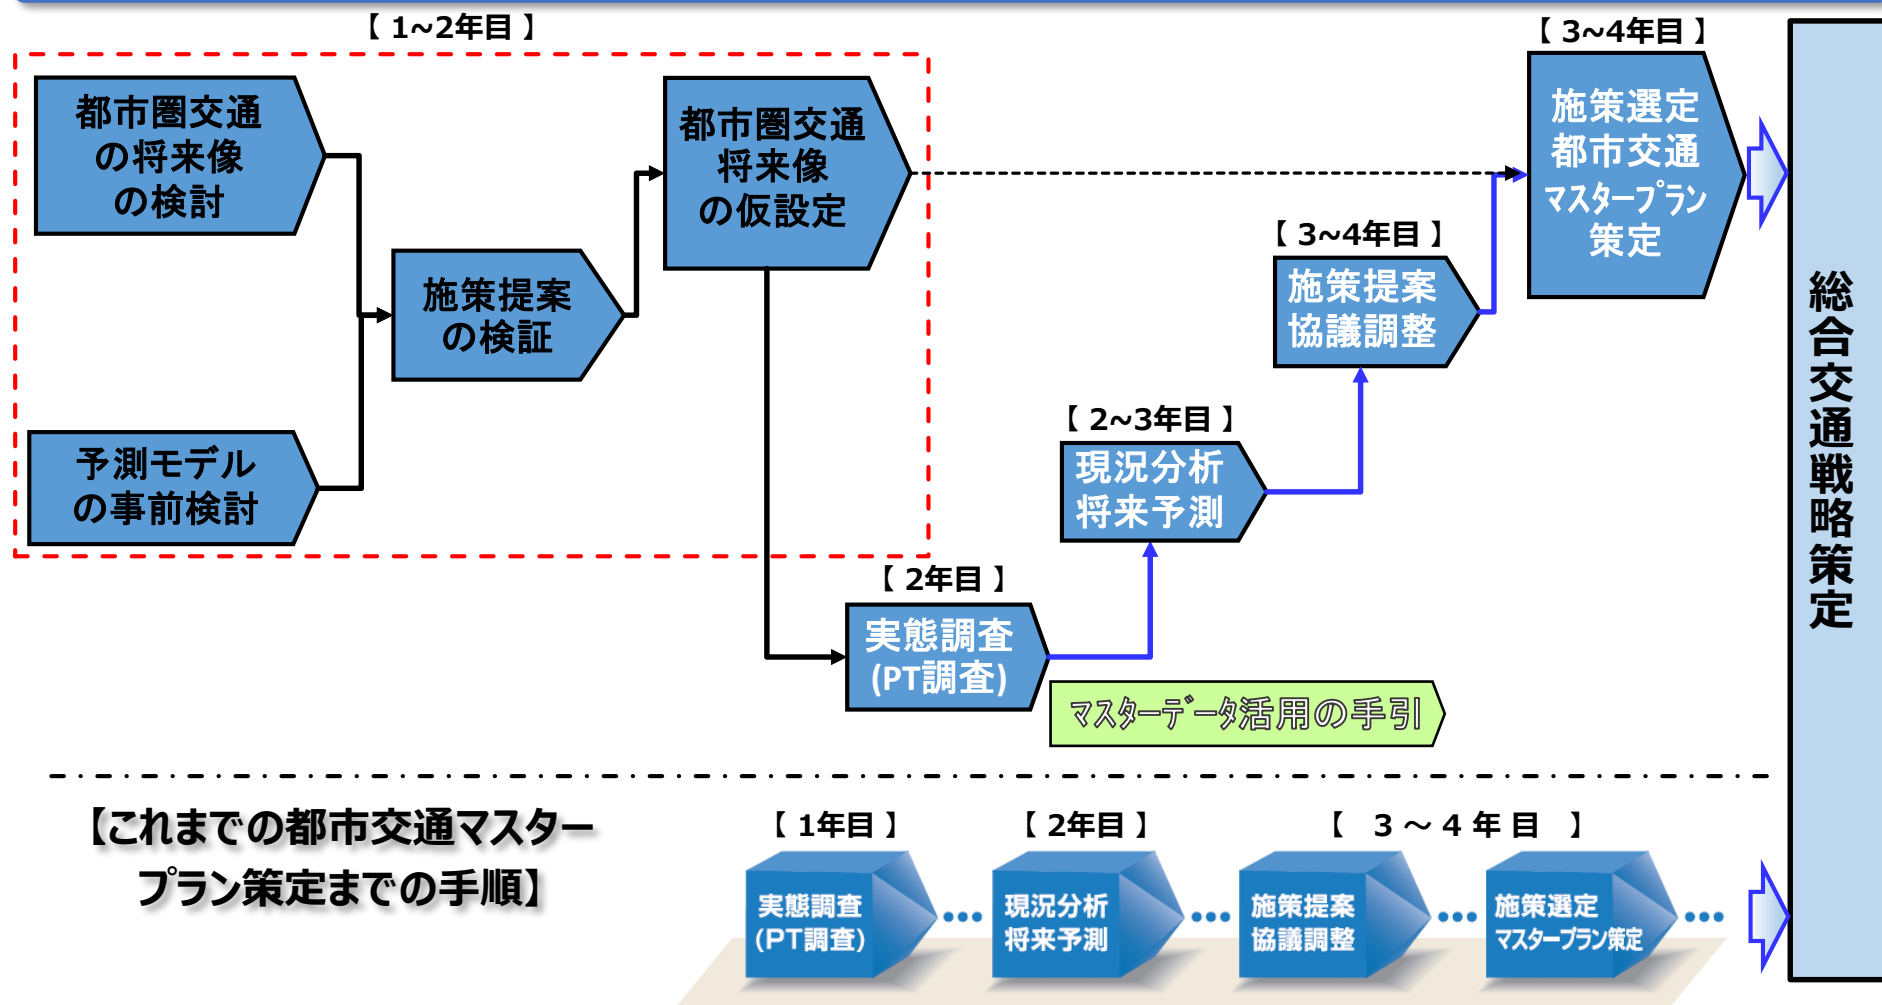 【 1~2年目 】
【 3~4年目 】
都市圏交通
の将来像
の検討
都市圏交通
将来像
の仮設定
施策選定
都市交通
マスタープラン
策定
施策提案
の検証
【 3~4年目 】
施策提案
協議調整
予測モデル
の事前検討
【 2~3年目 】
現況分析
将来予測
【 2年目 】
実態調査
(PT調査)
マスターデータ活用の手引
総合交通戦略策定
【これまでの都市交通マスター
プラン策定までの手順】
【 1年目 】
【 2年目 】
【 3 ～ 4 年 目 】
実態調査
(PT調査)
現況分析
将来予測
施策提案
協議調整
施策選定
マスタープラン策定